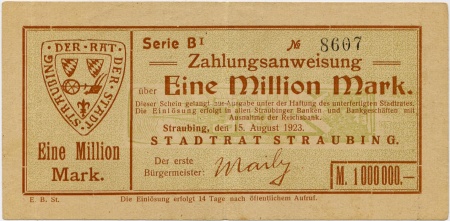 DER · RAT · DER · STADT · STRAUBING
Serie B I
№ 8607
Zahlungsanweisung
über Eine Million Mark.
Dieser Schein gelangt zur Ausgabe unter der Haftung des unterfertigten Stadtrates.
Die Einlösung erfolgt in allen Straubinger Banken und Bankgeschäften mit
Ausnahme der Reichsbank.
Straubing, den 15. August 1923.
STADTRAT STRAUBING.
Eine Million
Mark.
Der erste
Bürgermeister:
M. 1 000 000.—
E. B. St.
Die Einlösung erfolgt 14 Tage nach öffentlichem Aufruf.